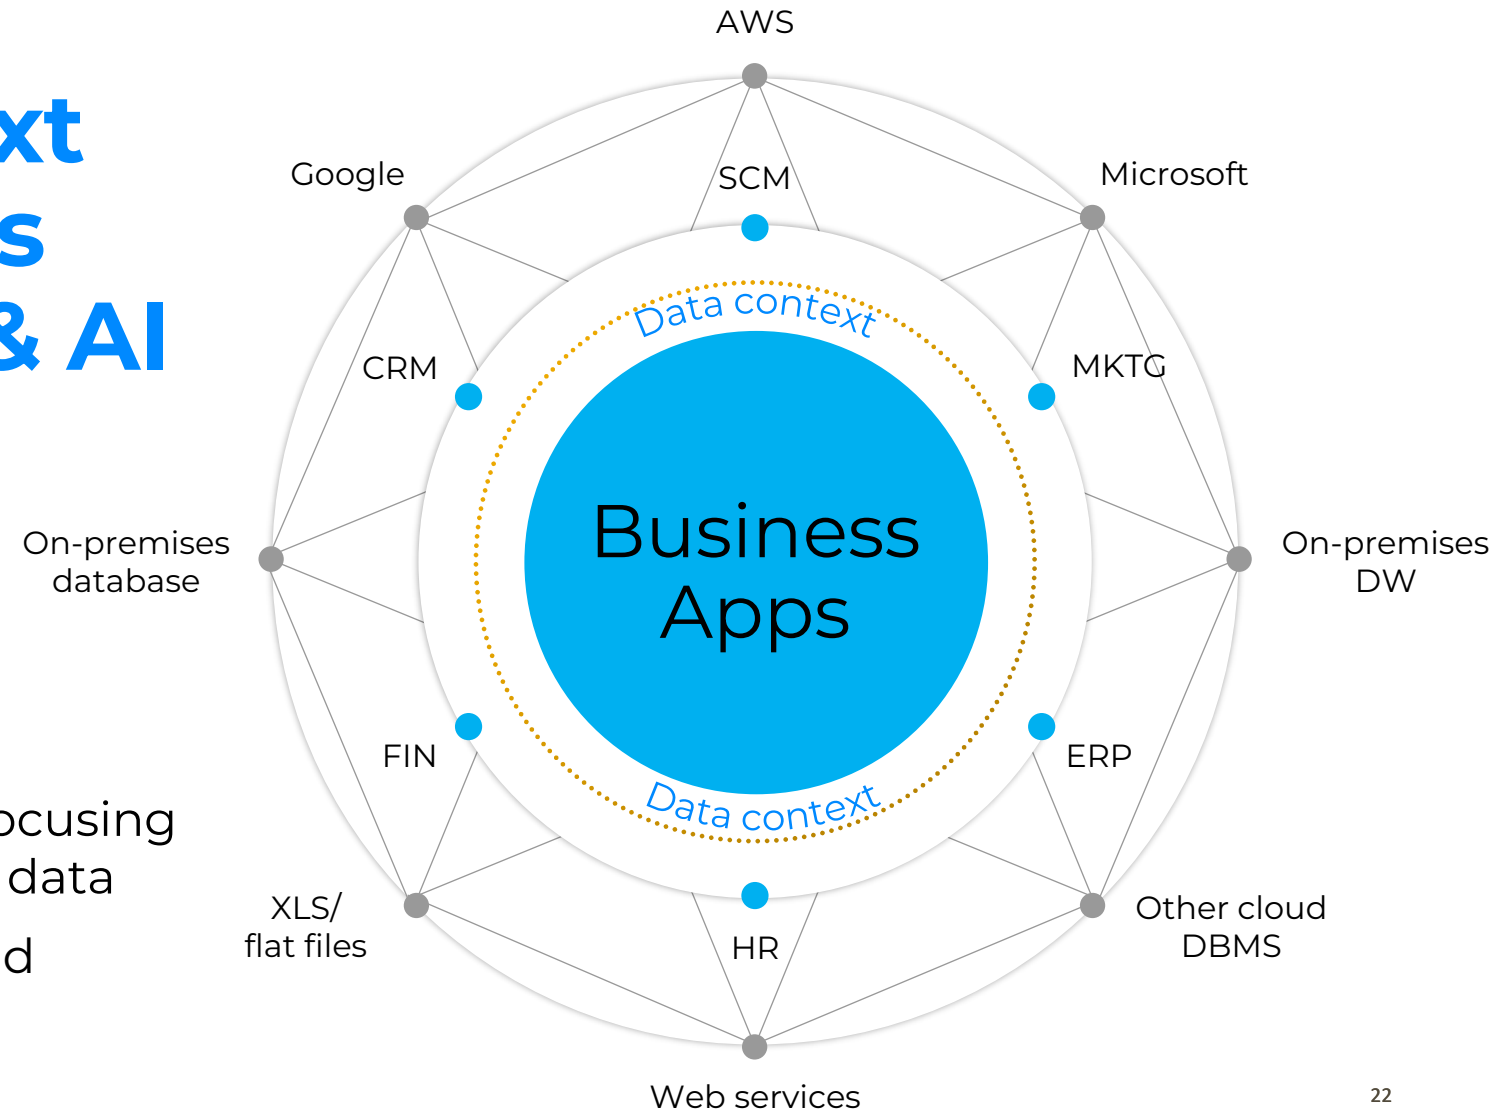 AWS
xt
s
& AI
Google
Microsoft
SCM
Data context
CRM
MKTG
Business
Apps
On-premises
database
On-premises
DW
FIN
ERP
Data context
ocusing
data
d
XLS/
flat files
HR
Other cloud
DBMS
Web services
22